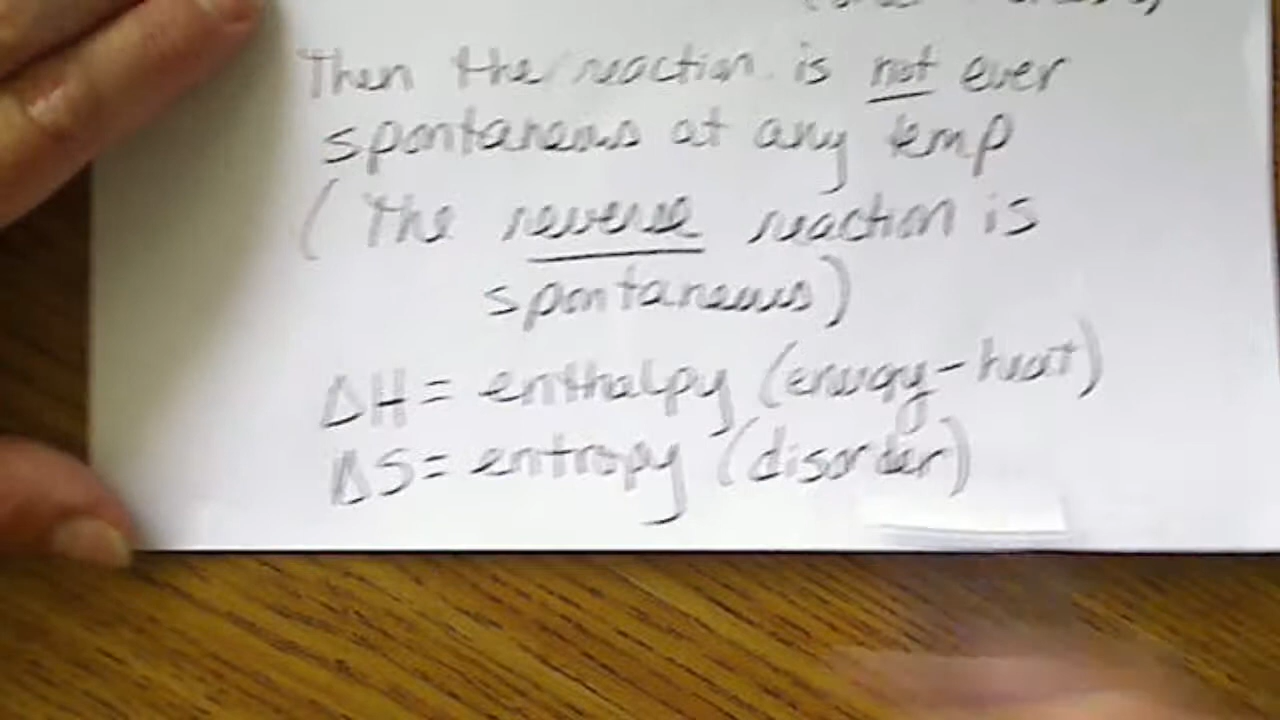 Then the reaction is not ever
spontaneous at any temp
(The reverse reaction is
spontaneous)
ΔH = enthalpy (energy-heat)
ΔS = entropy (disorder)